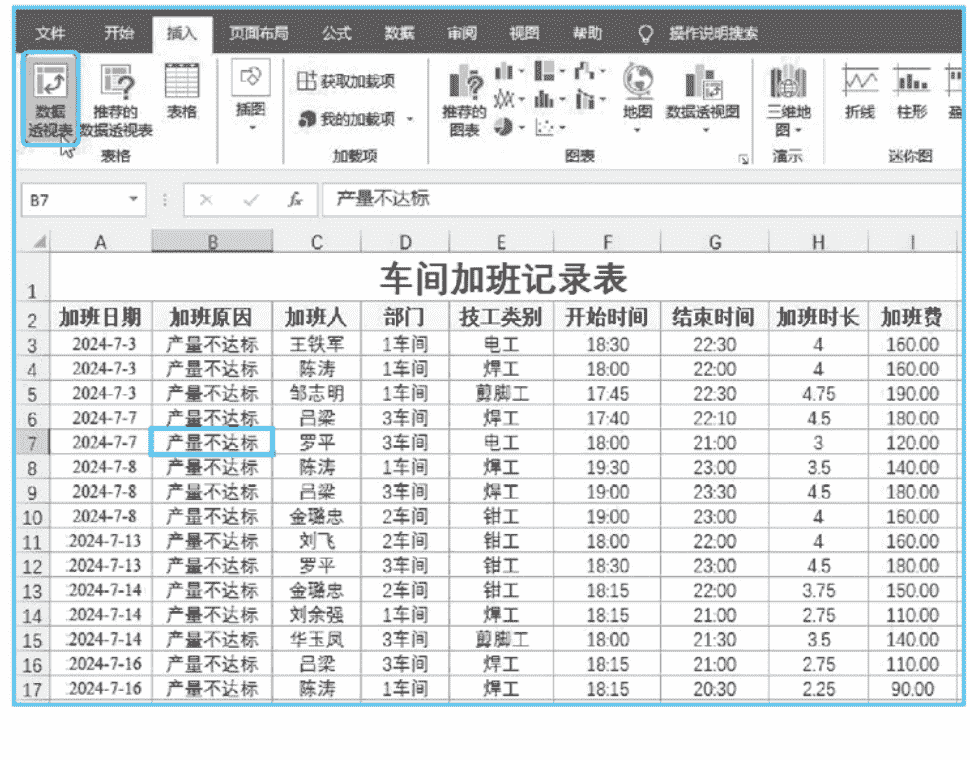 文件 开始 插入 页面布局 公式 数据 审阅 视图 帮助 操作说明搜索
数据透视表 推荐的数据透视表 表格 插图 获取加载项 我的加载项 推荐的图表 地图 数据透视图 三维地图 折线 柱形 盈
表格 加载项 图表 演示 迷你图
B7 fx 产量不达标
A B C D E F G H I
1 车间加班记录表
2 加班日期 加班原因 加班人 部门 技工类别 开始时间 结束时间 加班时长 加班费
3 2024-7-3 产量不达标 王铁军 1车间 电工 18:30 22:30 4 160.00
4 2024-7-3 产量不达标 陈涛 1车间 焊工 18:00 22:00 4 160.00
5 2024-7-3 产量不达标 邹志明 1车间 剪脚工 17:45 22:30 4.75 190.00
6 2024-7-7 产量不达标 吕梁 3车间 焊工 17:40 22:10 4.5 180.00
7 2024-7-7 产量不达标 罗平 3车间 电工 18:00 21:00 3 120.00
8 2024-7-8 产量不达标 陈涛 1车间 焊工 19:30 23:00 3.5 140.00
9 2024-7-8 产量不达标 吕梁 3车间 焊工 19:00 23:30 4.5 180.00
10 2024-7-8 产量不达标 金璐忠 2车间 钳工 19:00 23:00 4 160.00
11 2024-7-13 产量不达标 刘飞 2车间 钳工 18:00 22:00 4 160.00
12 2024-7-13 产量不达标 罗平 3车间 钳工 18:30 23:00 4.5 180.00
13 2024-7-14 产量不达标 金璐忠 2车间 钳工 18:15 22:00 3.75 150.00
14 2024-7-14 产量不达标 刘余强 1车间 焊工 18:15 21:00 2.75 110.00
15 2024-7-14 产量不达标 华玉凤 3车间 剪脚工 18:00 21:30 3.5 140.00
16 2024-7-16 产量不达标 吕梁 3车间 焊工 18:15 21:00 2.75 110.00
17 2024-7-16 产量不达标 陈涛 1车间 焊工 18:15 20:30 2.25 90.00